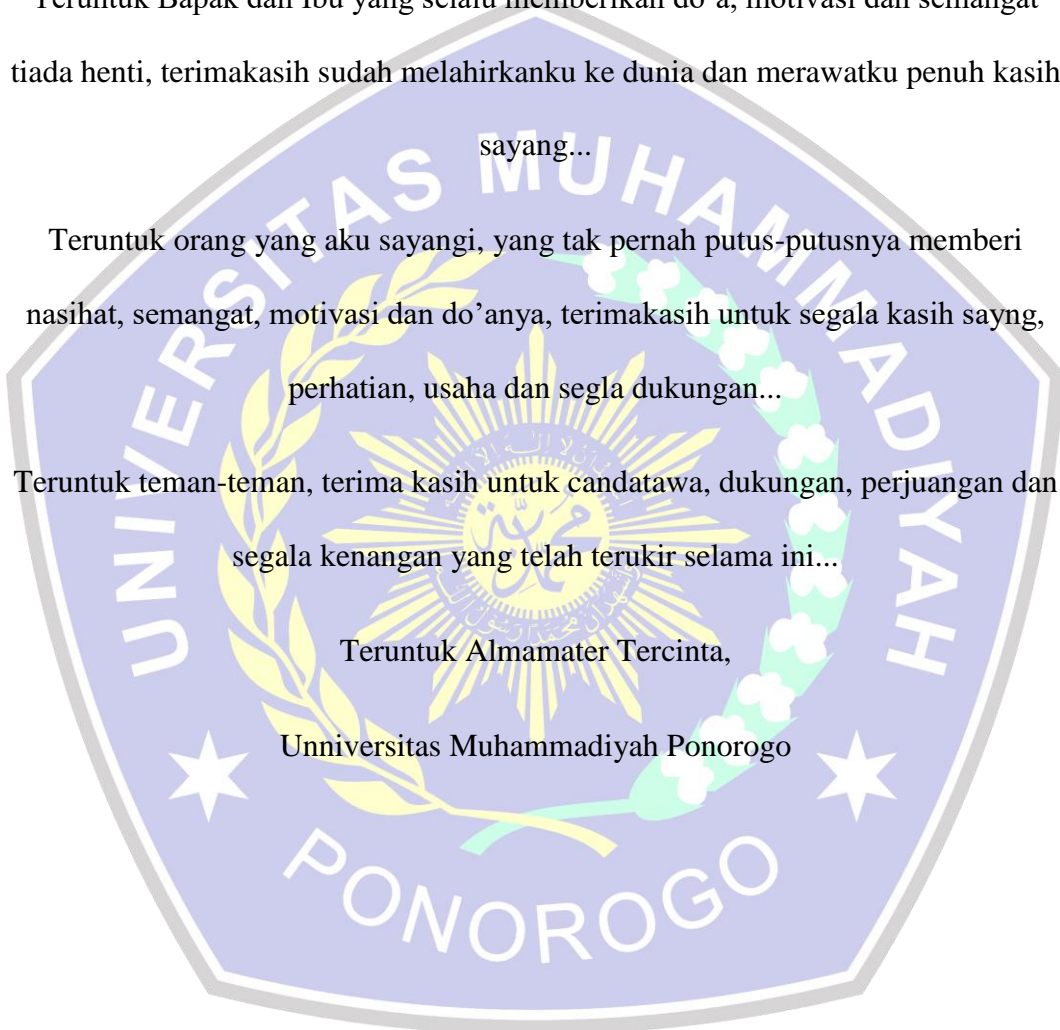 Teruntuk Bapak dan Ibu yang selalu memberikan do’a, motivasi dan semangat
tiada henti, terimakasih sudah melahirkanku ke dunia dan merawatku penuh kasih
sayang...
Teruntuk orang yang aku sayangi, yang tak pernah putus-putusnya memberi
nasihat, semangat, motivasi dan do’anya, terimakasih untuk segala kasih sayng,
perhatian, usaha dan segla dukungan...
Teruntuk teman-teman, terima kasih untuk candatawa, dukungan, perjuangan dan
segala kenangan yang telah terukir selama ini...
Teruntuk Almamater Tercinta,
Unniversitas Muhammadiyah Ponorogo
UNIVERSITAS MUHAMMADIYAH
PONOROGO
محمدية